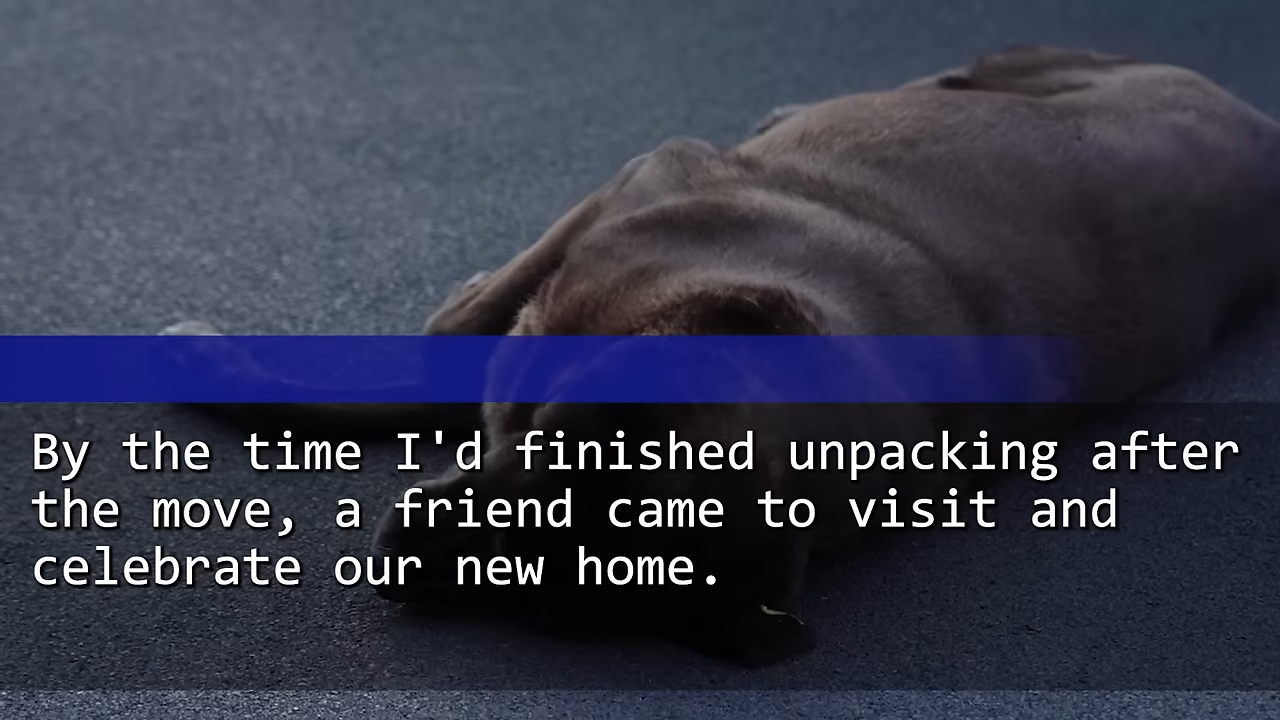 By the time I'd finished unpacking after
the move, a friend came to visit and
celebrate our new home.